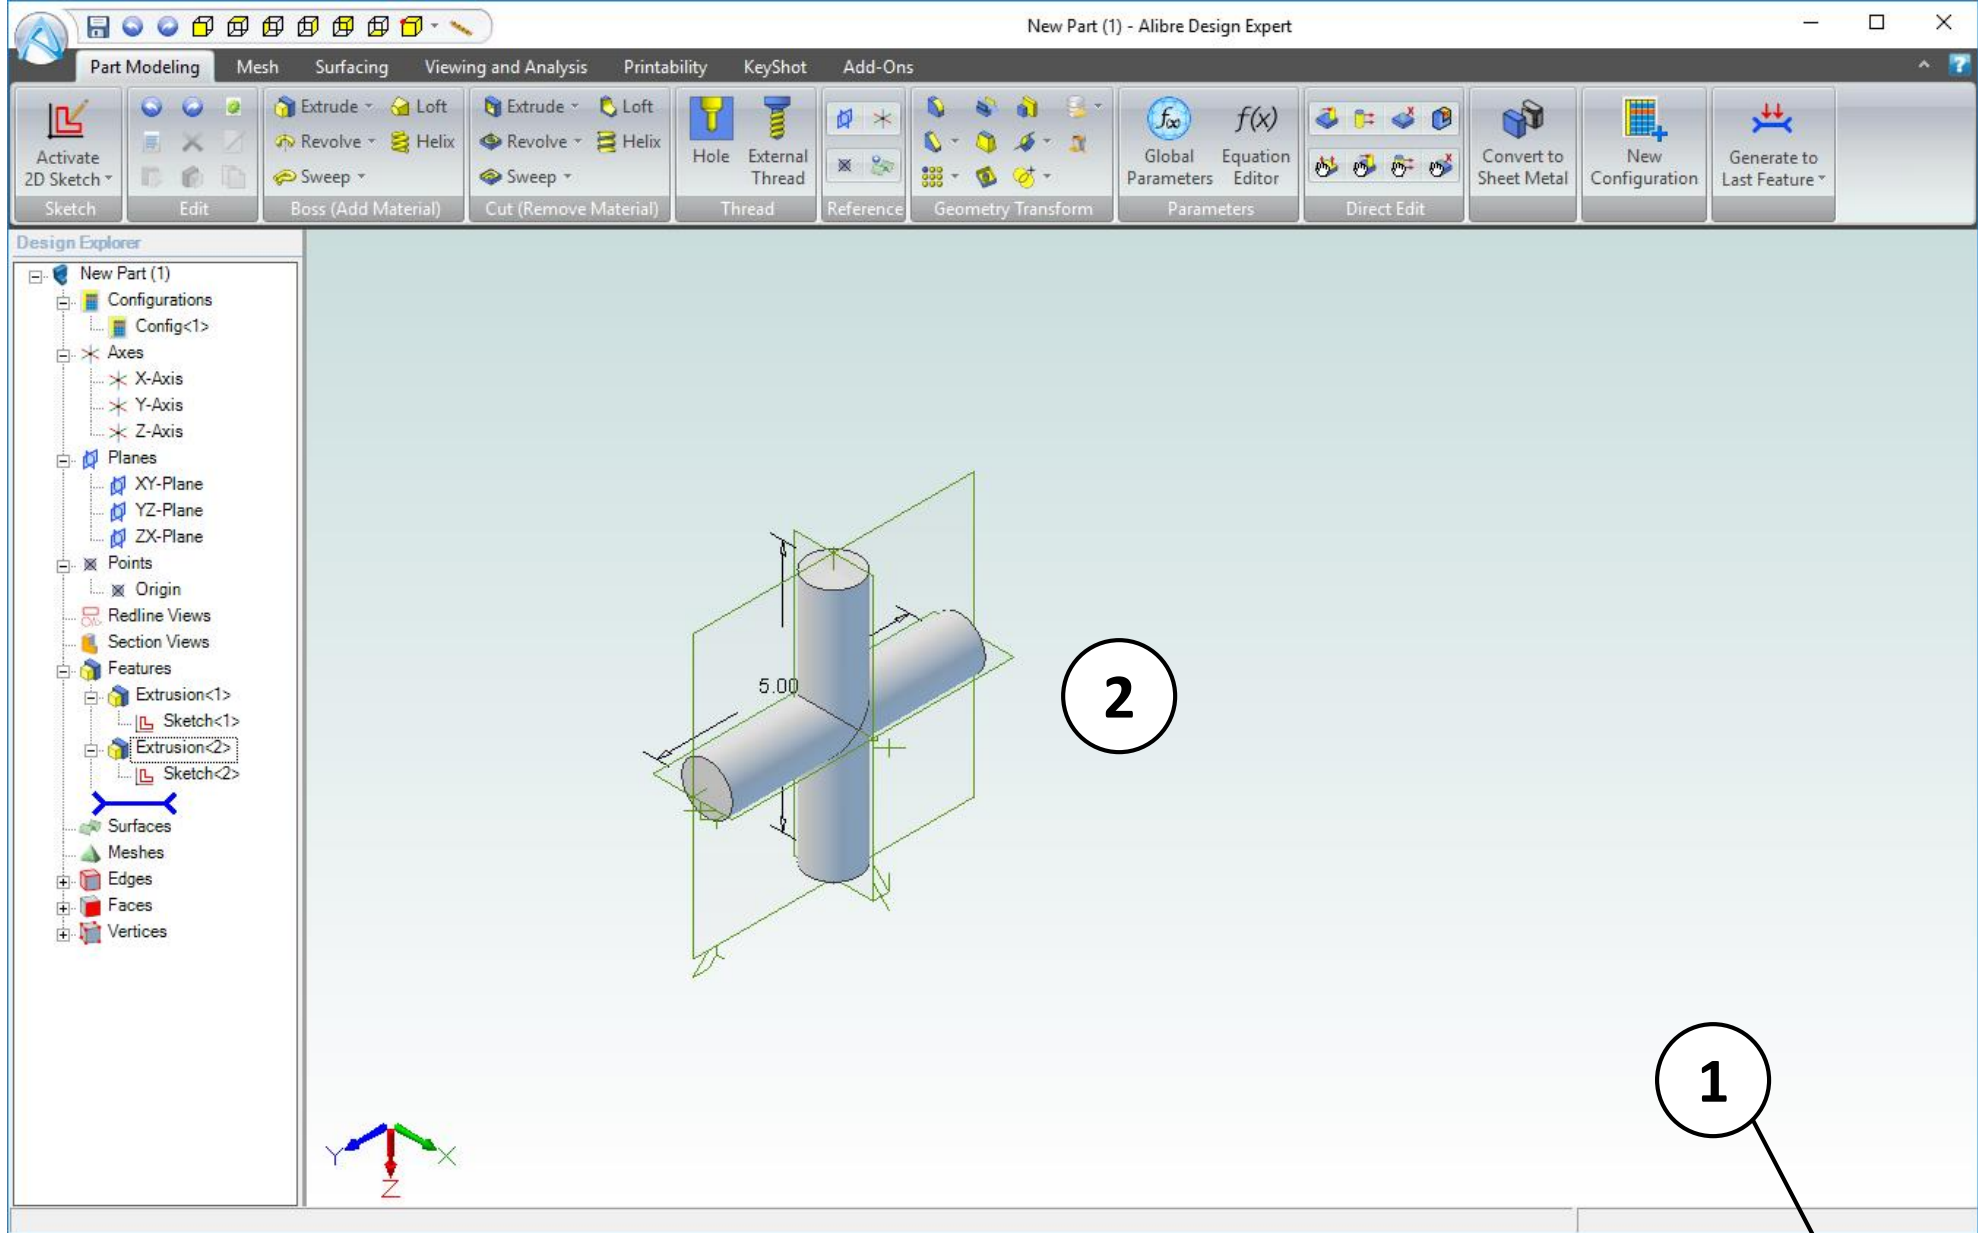 New Part (1) - Alibre Design Expert
Part Modeling Mesh Surfacing Viewing and Analysis Printability KeyShot Add-Ons
Extrude Loft Extrude Loft
f(x) f(x)
Revolve Helix Revolve Helix
Activate 2D Sketch
Sweep Sweep
Hole External Thread
Global Parameters Equation Editor
Convert to Sheet Metal
New Configuration
Generate to Last Feature
Sketch Edit Boss (Add Material) Cut (Remove Material) Thread Reference Geometry Transform Parameters Direct Edit
Design Explorer
New Part (1)
Configurations
Config<1>
Axes
X-Axis
Y-Axis
Z-Axis
Planes
XY-Plane
YZ-Plane
ZX-Plane
Points
Origin
Redline Views
Section Views
Features
Extrusion<1>
Sketch<1>
Extrusion<2>
Sketch<2>
Surfaces
Meshes
Edges
Faces
Vertices
5.00
2
1
Y X
Z